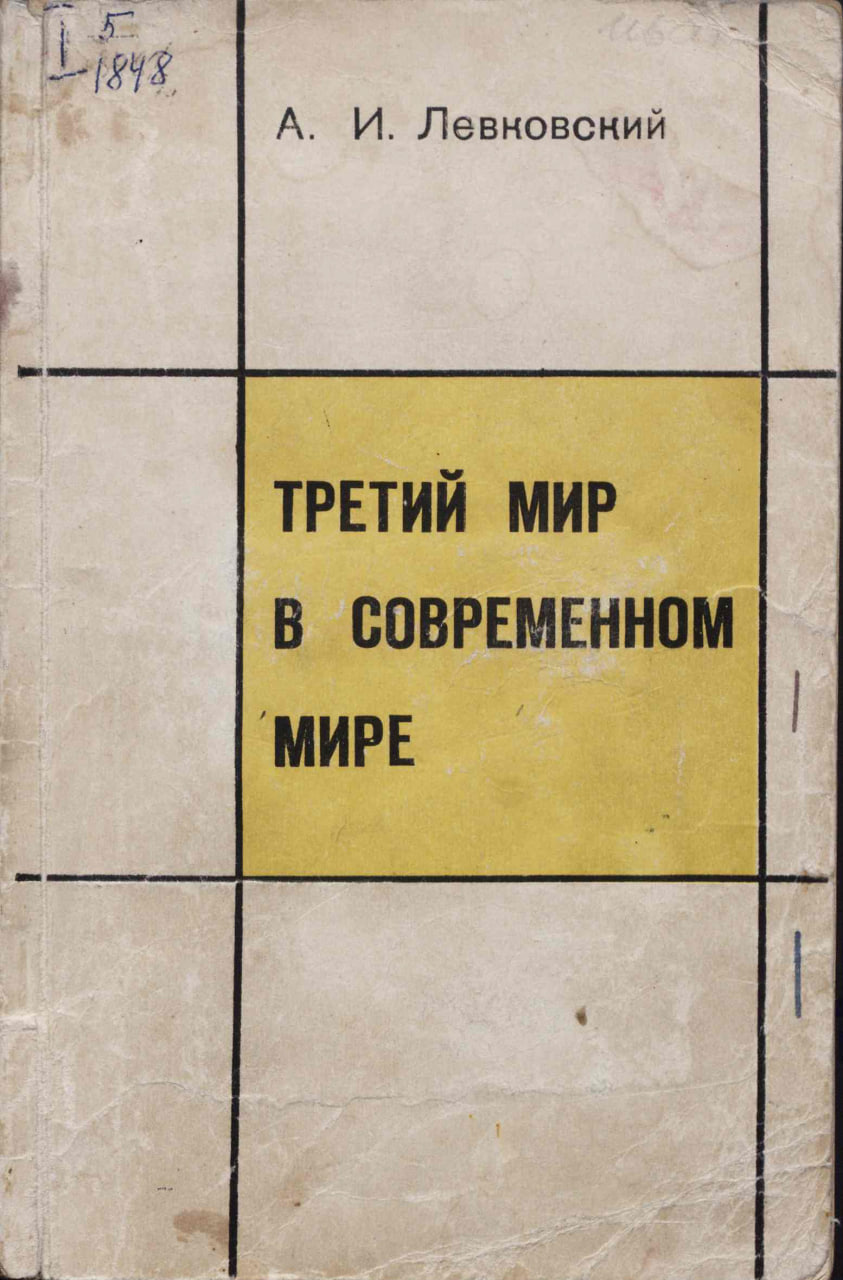 I 5
1848
А. И. Левковский
ТРЕТИЙ МИР
В СОВРЕМЕННОМ
МИРЕ